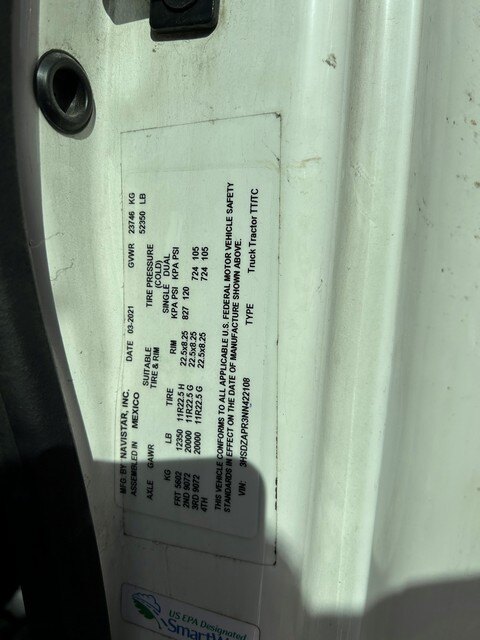 MFG BY: NAVISTAR, INC. DATE 03-2021 GVWR 23746 KG
ASSEMBLED IN MEXICO 52350 LB
SUITABLE TIRE PRESSURE
AXLE GAWR TIRE & RIM (COLD)
SINGLE DUAL
KG LB TIRE RIM KPA PSI KPA PSI
FRT 5602 12350 11R22.5 H 22.5x8.25 827 120
2ND 9072 20000 11R22.5 G 22.5x8.25 724 105
3RD 9072 20000 11R22.5 G 22.5x8.25 724 105
4TH
THIS VEHICLE CONFORMS TO ALL APPLICABLE U.S. FEDERAL MOTOR VEHICLE SAFETY
STANDARDS IN EFFECT ON THE DATE OF MANUFACTURE SHOWN ABOVE.
VIN: 3HSDZAPR3NN422108 TYPE Truck Tractor TT/TC
US EPA Designated